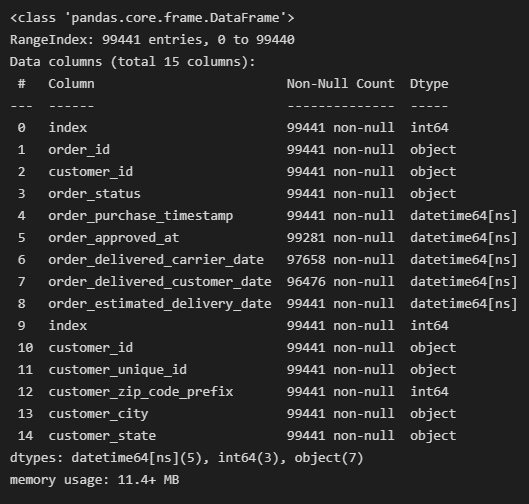 <class 'pandas.core.frame.DataFrame'>
RangeIndex: 99441 entries, 0 to 99440
Data columns (total 15 columns):
 #   Column                         Non-Null Count  Dtype
---  ------                         --------------  -----
 0   index                          99441 non-null  int64
 1   order_id                       99441 non-null  object
 2   customer_id                    99441 non-null  object
 3   order_status                   99441 non-null  object
 4   order_purchase_timestamp       99441 non-null  datetime64[ns]
 5   order_approved_at              99281 non-null  datetime64[ns]
 6   order_delivered_carrier_date   97658 non-null  datetime64[ns]
 7   order_delivered_customer_date  96476 non-null  datetime64[ns]
 8   order_estimated_delivery_date  99441 non-null  datetime64[ns]
 9   index                          99441 non-null  int64
 10  customer_id                    99441 non-null  object
 11  customer_unique_id             99441 non-null  object
 12  customer_zip_code_prefix       99441 non-null  int64
 13  customer_city                  99441 non-null  object
 14  customer_state                 99441 non-null  object
dtypes: datetime64[ns](5), int64(3), object(7)
memory usage: 11.4+ MB